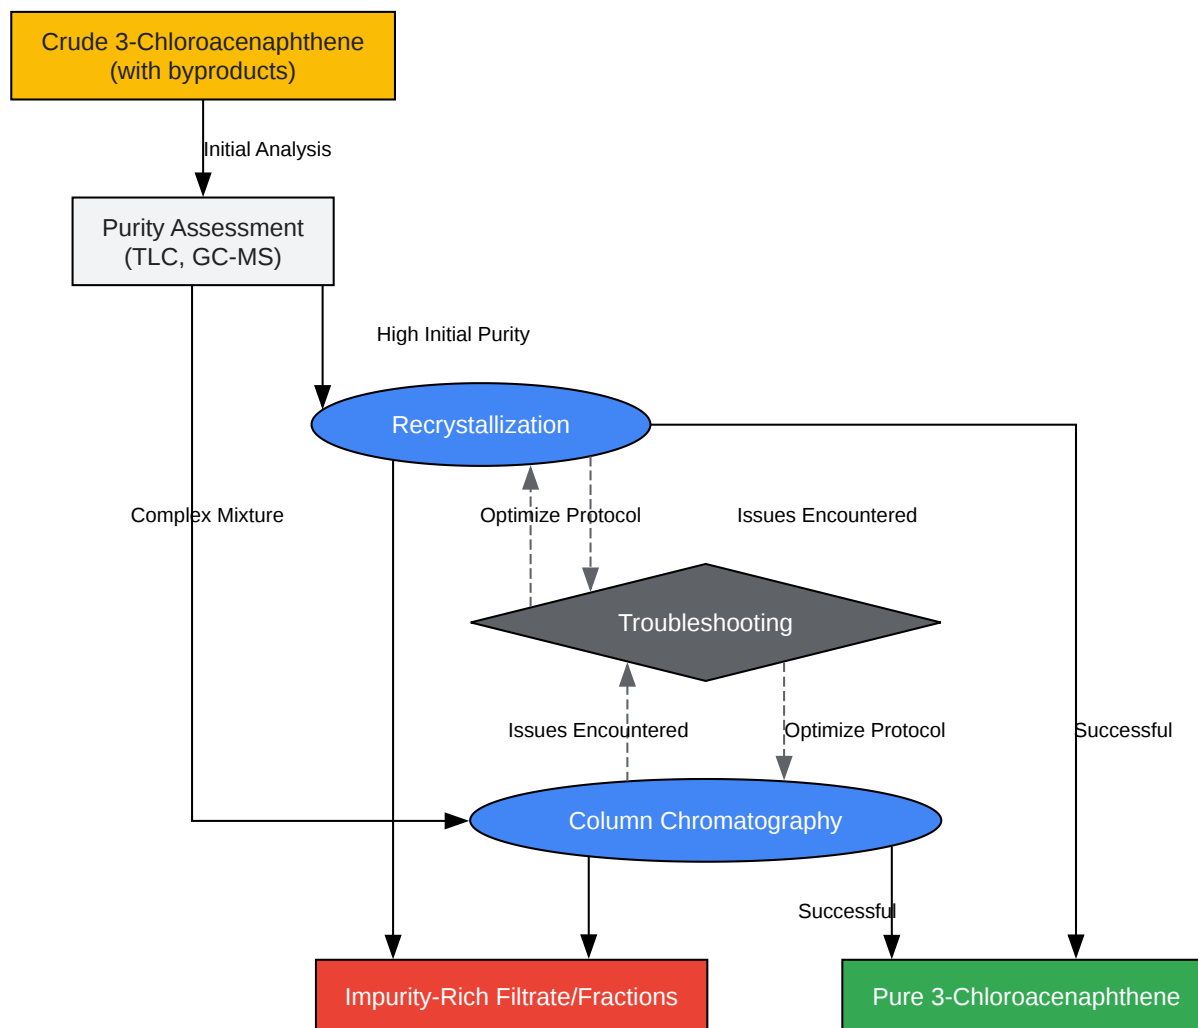 Crude 3-Chloroacenaphthene
(with byproducts)
Initial Analysis
Purity Assessment
(TLC, GC-MS)
High Initial Purity
Recrystallization
Complex Mixture
Optimize Protocol
Issues Encountered
Troubleshooting
Issues Encountered
Optimize Protocol
Successful
Column Chromatography
Successful
Impurity-Rich Filtrate/Fractions
Pure 3-Chloroacenaphthene